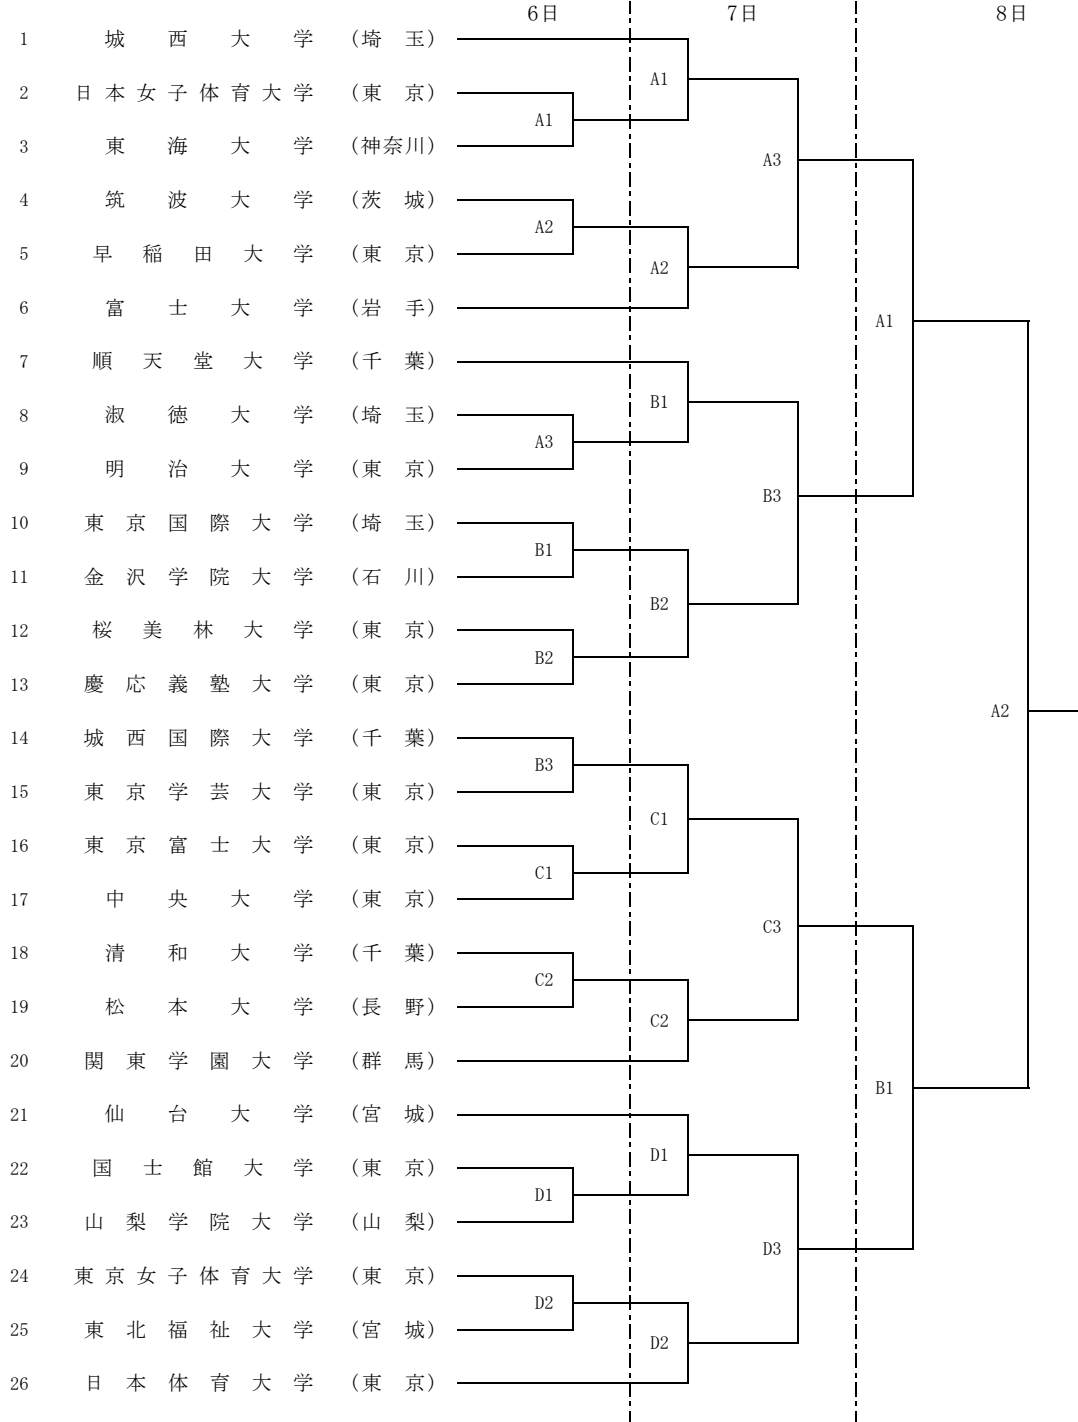 6日 7日 8日
1 城西大学 (埼玉)
A1
2 日本女子体育大学 (東京)
A1
3 東海大学 (神奈川)
A3
4 筑波大学 (茨城)
A2
5 早稲田大学 (東京)
A2
6 富士大学 (岩手)
A1
7 順天堂大学 (千葉)
B1
8 淑徳大学 (埼玉)
A3
9 明治大学 (東京)
B3
10 東京国際大学 (埼玉)
B1
11 金沢学院大学 (石川)
B2
12 桜美林大学 (東京)
B2
13 慶応義塾大学 (東京)
A2
14 城西国際大学 (千葉)
B3
15 東京学芸大学 (東京)
C1
16 東京富士大学 (東京)
C1
17 中央大学 (東京)
C3
18 清和大学 (千葉)
C2
19 松本大学 (長野)
C2
20 関東学園大学 (群馬)
B1
21 仙台大学 (宮城)
D1
22 国士館大学 (東京)
D1
23 山梨学院大学 (山梨)
D3
24 東京女子体育大学 (東京)
D2
25 東北福祉大学 (宮城)
D2
26 日本体育大学 (東京)